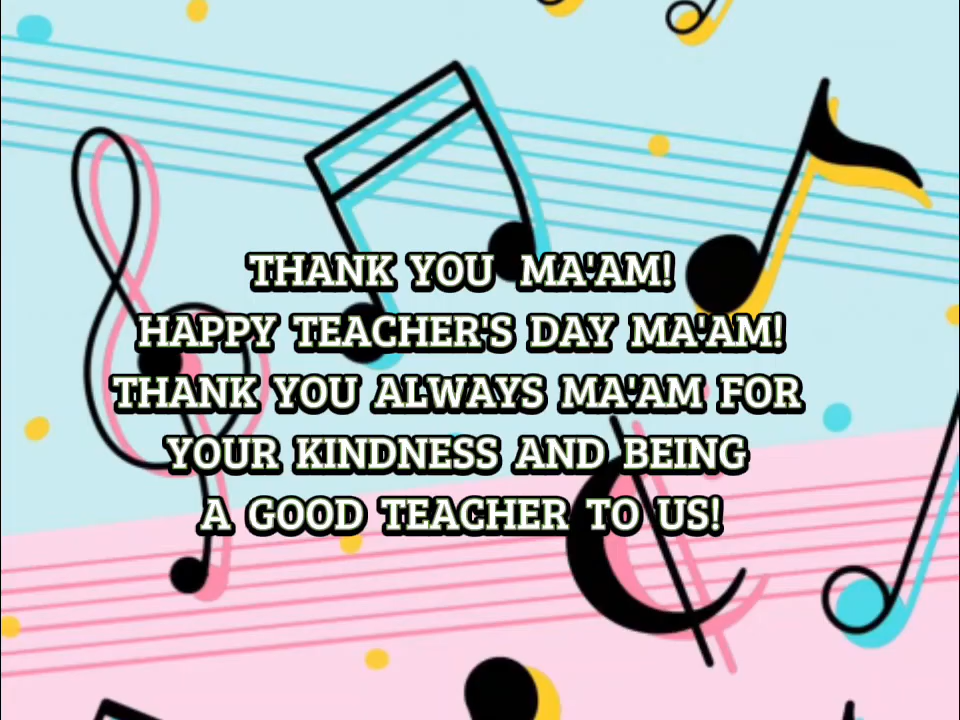 THANK YOU MA'AM!
HAPPY TEACHER'S DAY MA'AM!
THANK YOU ALWAYS MA'AM FOR
YOUR KINDNESS AND BEING
A GOOD TEACHER TO US!